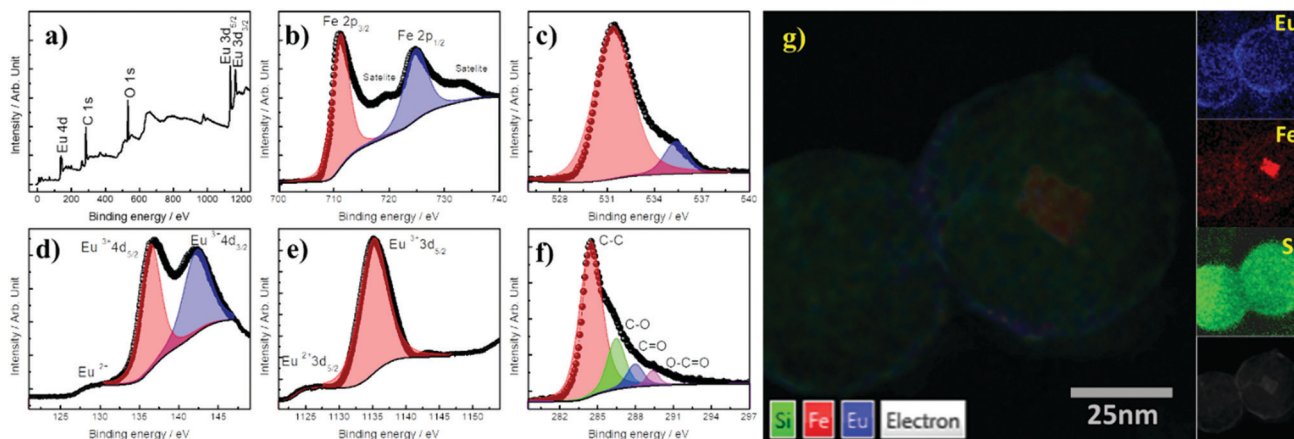 a)
Intensity / Arb. Unit
Eu 4d
C 1s
O 1s
Eu 3d5/2
Eu 3d3/2
0 200 400 600 800 1000 1200
Binding energy / eV
b)
Intensity / Arb. Unit
Fe 2p3/2
Fe 2p1/2
Satelite
Satelite
700 710 720 730 740
Binding energy / eV
c)
Intensity / Arb. Unit
528 531 534 537 540
Binding energy / eV
d)
Intensity / Arb. Unit
Eu 3+4d5/2
Eu 3+4d3/2
Eu 2+
125 130 135 140 145
Binding energy / eV
e)
Intensity / Arb. Unit
Eu 3+3d5/2
Eu 2+3d5/2
1125 1130 1135 1140 1145 1150
Binding energy / eV
f)
Intensity / Arb. Unit
C-C
C-O
C=O
O-C=O
282 285 288 291 294 297
Binding energy / eV
g)
Si Fe Eu Electron
25nm
Eu
Fe
S